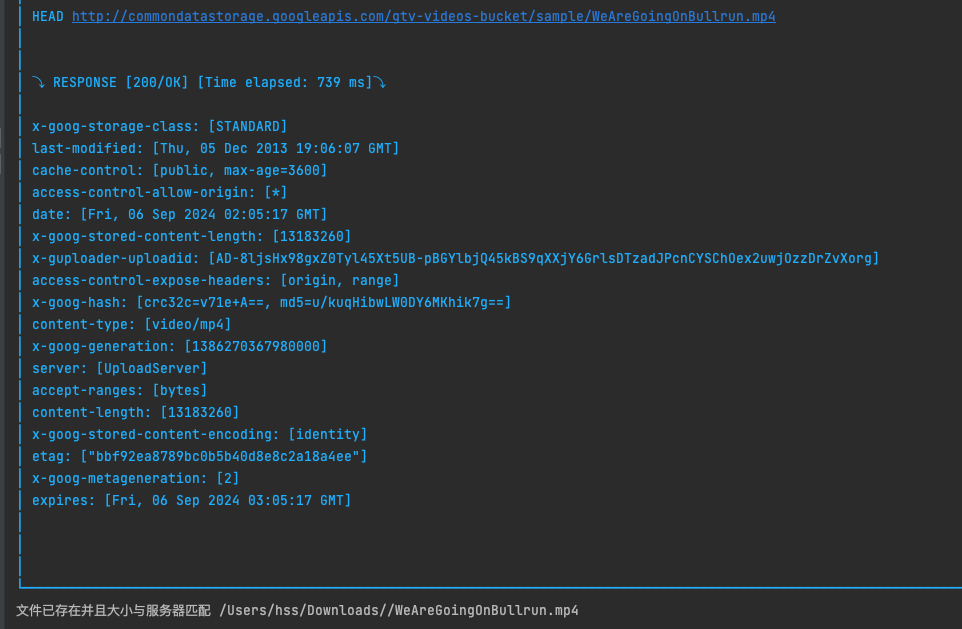 HEAD http://commondatastorage.googleapis.com/gtv-videos-bucket/sample/WeAreGoingOnBullrun.mp4
⤵ RESPONSE [200/OK] [Time elapsed: 739 ms]⤵
x-goog-storage-class: [STANDARD]
last-modified: [Thu, 05 Dec 2013 19:06:07 GMT]
cache-control: [public, max-age=3600]
access-control-allow-origin: [*]
date: [Fri, 06 Sep 2024 02:05:17 GMT]
x-goog-stored-content-length: [13183260]
x-guploader-uploadid: [AD-8ljsHx98gxZ0Tyl45Xt5UB-pBGYlbjQ45kBS9qXXjY6GrlsDTzadJPcnCYSChOex2uwjOzzDrZvXorg]
access-control-expose-headers: [origin, range]
x-goog-hash: [crc32c=v71e+A==, md5=u/kuqHibwLW0DY6MKhik7g==]
content-type: [video/mp4]
x-goog-generation: [1386270367980000]
server: [UploadServer]
accept-ranges: [bytes]
content-length: [13183260]
x-goog-stored-content-encoding: [identity]
etag: ["bbf92ea8789bc0b5b40d8e8c2a18a4ee"]
x-goog-metageneration: [2]
expires: [Fri, 06 Sep 2024 03:05:17 GMT]
文件已存在并且大小与服务器匹配 /Users/hss/Downloads//WeAreGoingOnBullrun.mp4